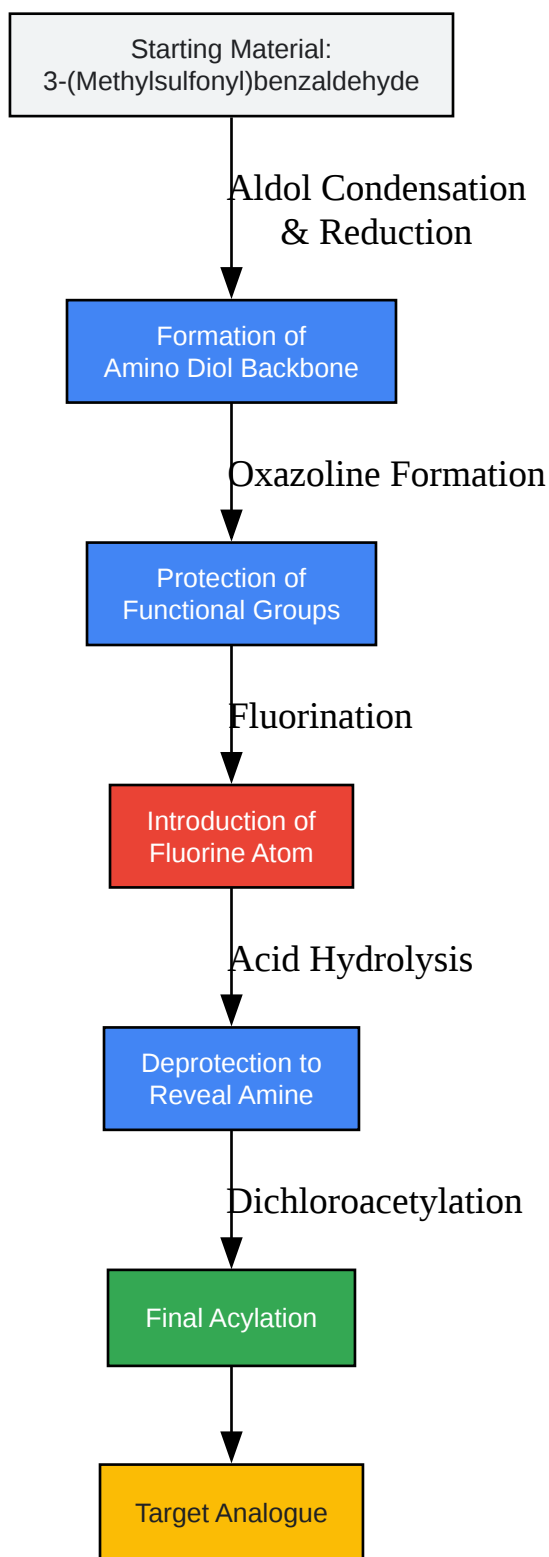 Starting Material:
3-(Methylsulfonyl)benzaldehyde
Aldol Condensation
& Reduction
Formation of
Amino Diol Backbone
Oxazoline Formation
Protection of
Functional Groups
Fluorination
Introduction of
Fluorine Atom
Acid Hydrolysis
Deprotection to
Reveal Amine
Dichloroacetylation
Final Acylation
Target Analogue